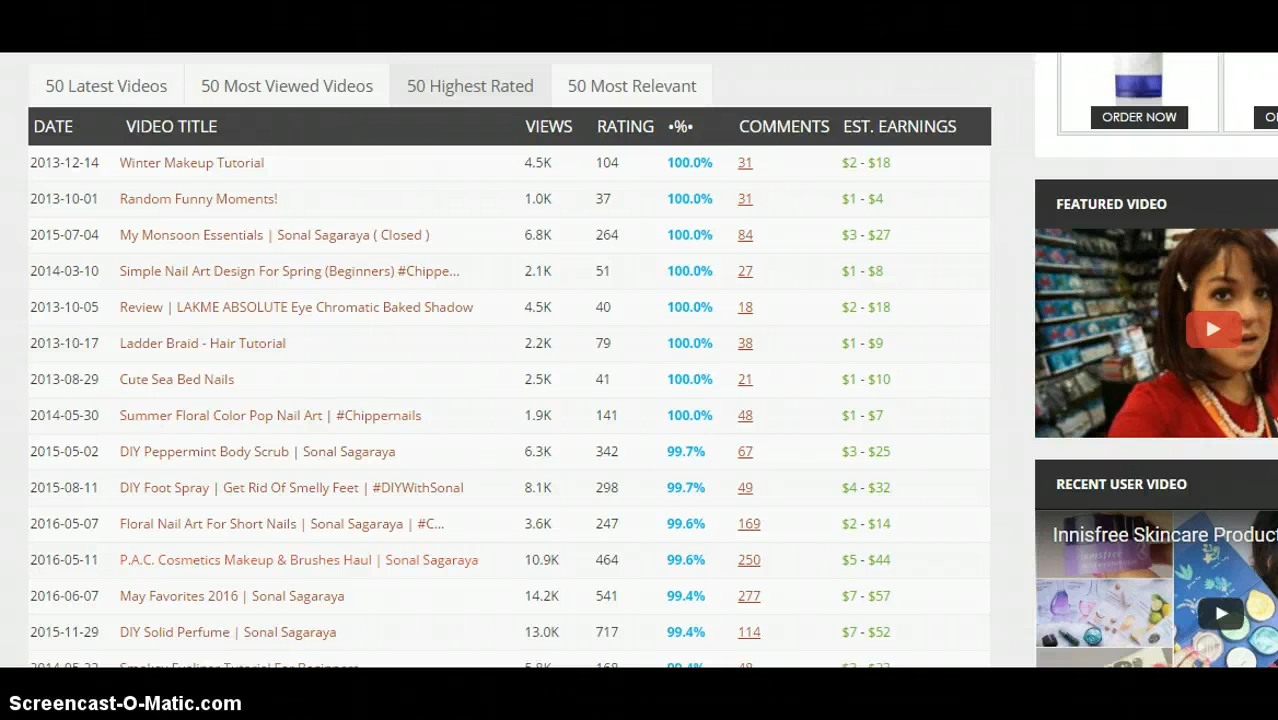 50 Latest Videos 50 Most Viewed Videos 50 Highest Rated 50 Most Relevant
DATE VIDEO TITLE VIEWS RATING •%• COMMENTS EST. EARNINGS
2013-12-14 Winter Makeup Tutorial 4.5K 104 100.0% 31 $2 - $18
2013-10-01 Random Funny Moments! 1.0K 37 100.0% 31 $1 - $4
2015-07-04 My Monsoon Essentials | Sonal Sagaraya ( Closed ) 6.8K 264 100.0% 84 $3 - $27
2014-03-10 Simple Nail Art Design For Spring (Beginners) #Chippe... 2.1K 51 100.0% 27 $1 - $8
2013-10-05 Review | LAKME ABSOLUTE Eye Chromatic Baked Shadow 4.5K 40 100.0% 18 $2 - $18
2013-10-17 Ladder Braid - Hair Tutorial 2.2K 79 100.0% 38 $1 - $9
2013-08-29 Cute Sea Bed Nails 2.5K 41 100.0% 21 $1 - $10
2014-05-30 Summer Floral Color Pop Nail Art | #Chippernails 1.9K 141 100.0% 48 $1 - $7
2015-05-02 DIY Peppermint Body Scrub | Sonal Sagaraya 6.3K 342 99.7% 67 $3 - $25
2015-08-11 DIY Foot Spray | Get Rid Of Smelly Feet | #DIYWithSonal 8.1K 298 99.7% 49 $4 - $32
2016-05-07 Floral Nail Art For Short Nails | Sonal Sagaraya | #C... 3.6K 247 99.6% 169 $2 - $14
2016-05-11 P.A.C. Cosmetics Makeup & Brushes Haul | Sonal Sagaraya 10.9K 464 99.6% 250 $5 - $44
2016-06-07 May Favorites 2016 | Sonal Sagaraya 14.2K 541 99.4% 277 $7 - $57
2015-11-29 DIY Solid Perfume | Sonal Sagaraya 13.0K 717 99.4% 114 $7 - $52
ORDER NOW
FEATURED VIDEO
RECENT USER VIDEO
Innisfree Skincare Product
Screencast-O-Matic.com